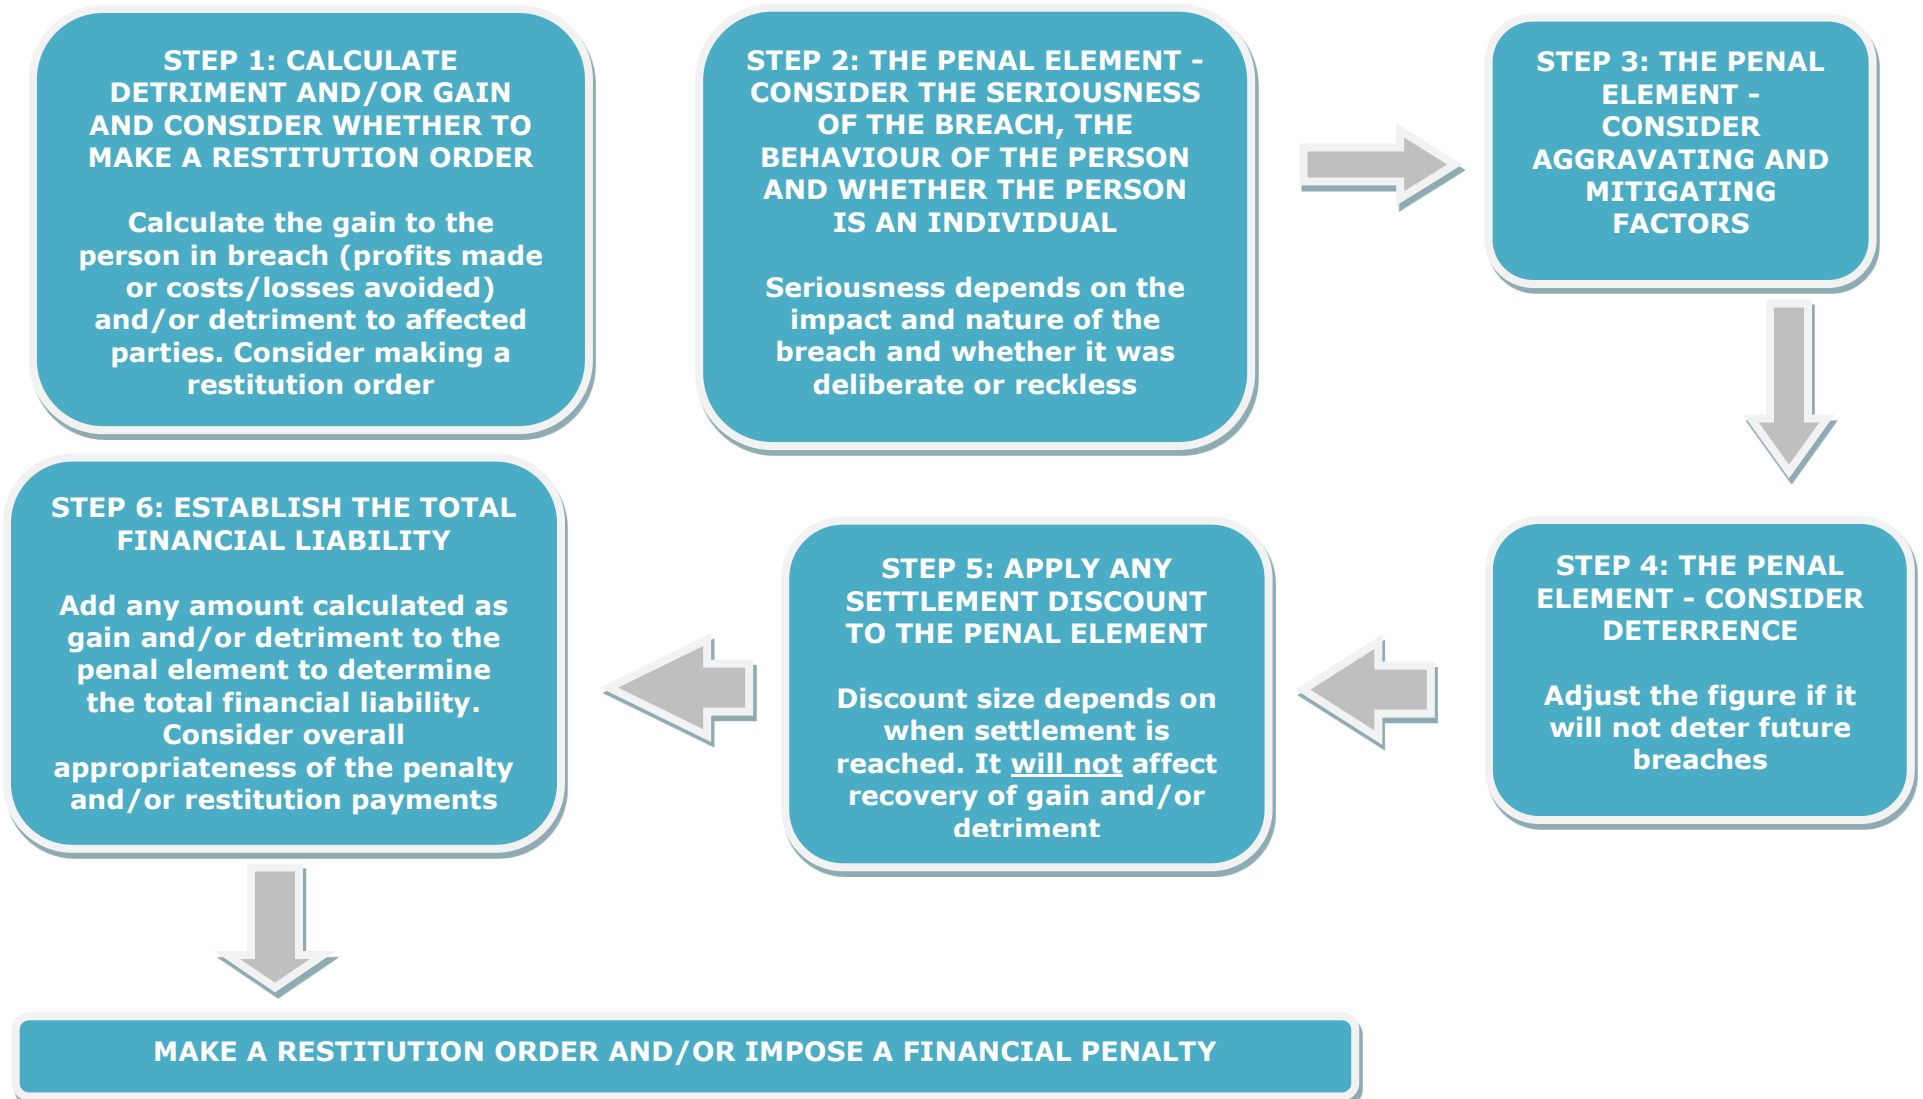 STEP 1: CALCULATE
DETRIMENT AND/OR GAIN
AND CONSIDER WHETHER TO
MAKE A RESTITUTION ORDER
Calculate the gain to the
person in breach (profits made
or costs/losses avoided)
and/or detriment to affected
parties. Consider making a
restitution order
STEP 2: THE PENAL ELEMENT –
CONSIDER THE SERIOUSNESS
OF THE BREACH, THE
BEHAVIOUR OF THE PERSON
AND WHETHER THE PERSON
IS AN INDIVIDUAL
Seriousness depends on the
impact and nature of the
breach and whether it was
deliberate or reckless
STEP 3: THE PENAL
ELEMENT –
CONSIDER
AGGRAVATING AND
MITIGATING
FACTORS
STEP 4: THE PENAL
ELEMENT – CONSIDER
DETERRENCE
Adjust the figure if it
will not deter future
breaches
STEP 5: APPLY ANY
SETTLEMENT DISCOUNT
TO THE PENAL ELEMENT
Discount size depends on
when settlement is
reached. It will not affect
recovery of gain and/or
detriment
STEP 6: ESTABLISH THE TOTAL
FINANCIAL LIABILITY
Add any amount calculated as
gain and/or detriment to the
penal element to determine
the total financial liability.
Consider overall
appropriateness of the penalty
and/or restitution payments
MAKE A RESTITUTION ORDER AND/OR IMPOSE A FINANCIAL PENALTY